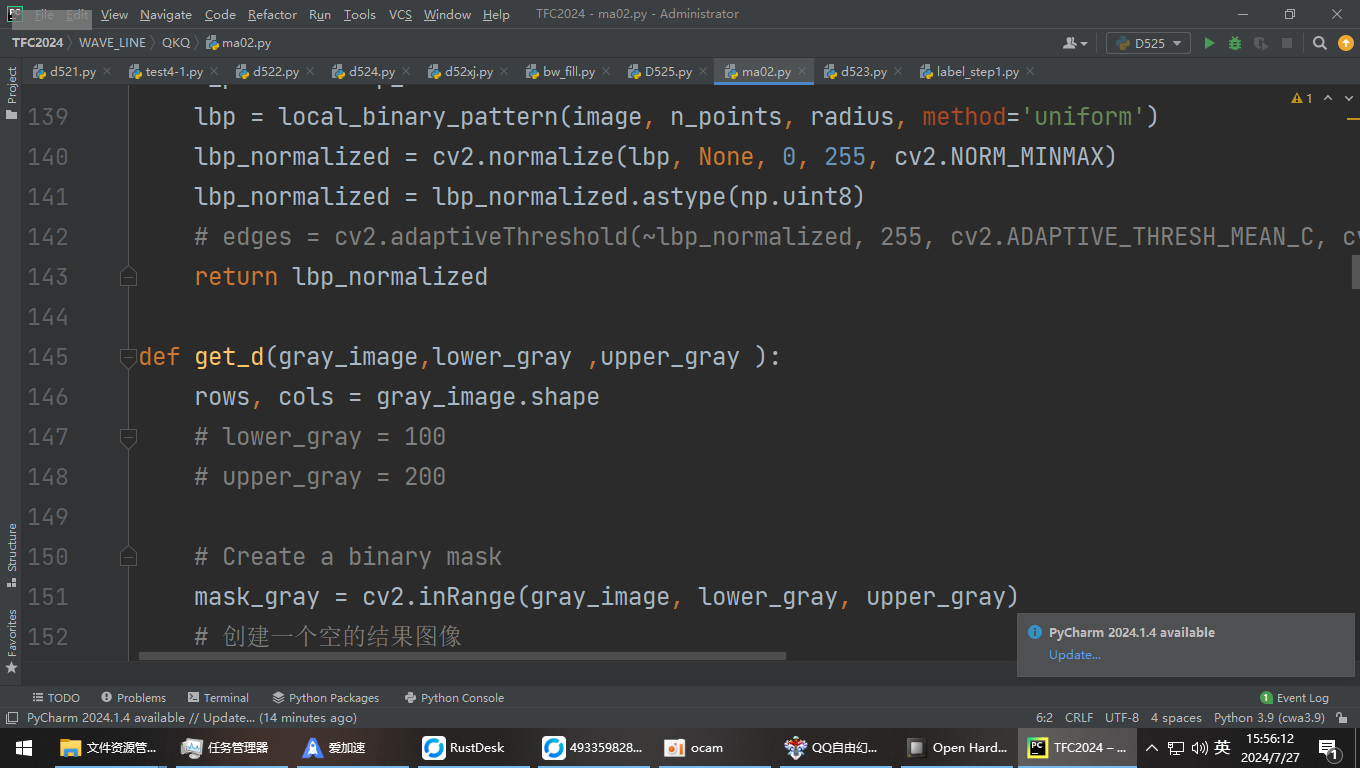 File Edit View Navigate Code Refactor Run Tools VCS Window Help TFC2024 - ma02.py - Administrator
TFC2024 WAVE_LINE QKQ ma02.py D525
d521.py test4-1.py d522.py d524.py d52xj.py bw_fill.py D525.py ma02.py d523.py label_step1.py
Project
1
139 lbp = local_binary_pattern(image, n_points, radius, method='uniform')
140 lbp_normalized = cv2.normalize(lbp, None, 0, 255, cv2.NORM_MINMAX)
141 lbp_normalized = lbp_normalized.astype(np.uint8)
142 # edges = cv2.adaptiveThreshold(~lbp_normalized, 255, cv2.ADAPTIVE_THRESH_MEAN_C, cv
143 return lbp_normalized
144
145 def get_d(gray_image,lower_gray ,upper_gray ):
146 rows, cols = gray_image.shape
147 # lower_gray = 100
148 # upper_gray = 200
149
150 # Create a binary mask
151 mask_gray = cv2.inRange(gray_image, lower_gray, upper_gray)
152 # 创建一个空的结果图像
Structure
Favorites
PyCharm 2024.1.4 available
Update...
TODO Problems Terminal Python Packages Python Console 1 Event Log
PyCharm 2024.1.4 available // Update... (14 minutes ago) 6:2 CRLF UTF-8 4 spaces Python 3.9 (cwa3.9)
文件资源管... 任务管理器 爱加速 RustDesk 493359828... ocam QQ自由幻... Open Hard... TFC2024 – ... 英 15:56:12
2024/7/27 1